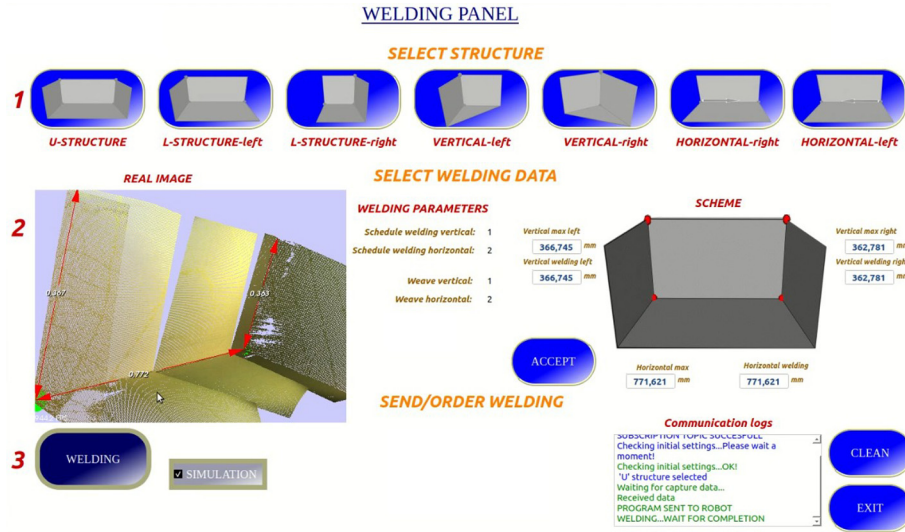 WELDING PANEL
SELECT STRUCTURE
1
U-STRUCTURE
L-STRUCTURE-left
L-STRUCTURE-right
VERTICAL-left
VERTICAL-right
HORIZONTAL-right
HORIZONTAL-left
SELECT WELDING DATA
2
REAL IMAGE
0.367
0.363
0.772
WELDING PARAMETERS
Schedule welding vertical: 1
Schedule welding horizontal: 2
Weave vertical: 1
Weave horizontal: 2
ACCEPT
SCHEME
Vertical max left
366,745 mm
Vertical welding left
366,745 mm
Vertical max right
362,781 mm
Vertical welding right
362,781 mm
Horizontal max
771,621 mm
Horizontal welding
771,621 mm
SEND/ORDER WELDING
3
WELDING
SIMULATION
Communication logs
SUBSCRIPTION TOPIC SUCCESFULL
Checking initial settings...Please wait a
moment!
Checking initial settings...OK!
'U' structure selected
Waiting for capture data...
Received data
PROGRAM SENT TO ROBOT
WELDING...WAIT FOR COMPLETION
CLEAN
EXIT